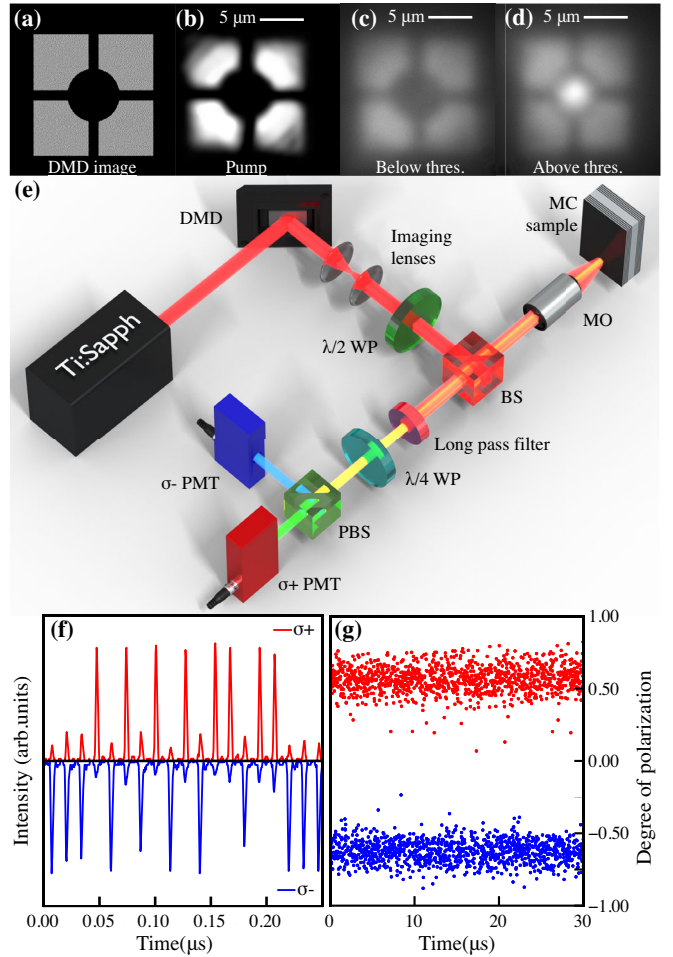 (a) (b) 5 μm (c) 5 μm (d) 5 μm
DMD image Pump Below thres. Above thres.
(e)
DMD
MC
sample
Imaging
lenses
MO
Ti:Sapph
λ/2 WP
BS
Long pass filter
σ- PMT
λ/4 WP
PBS
σ+ PMT
(f) σ+ (g) 1.00
0.50
0.00
−0.50
−1.00
Intensity (arb.units)
Degree of polarization
σ-
0.00 0.05 0.10 0.15 0.20 0 10 20 30
Time(μs) Time(μs)